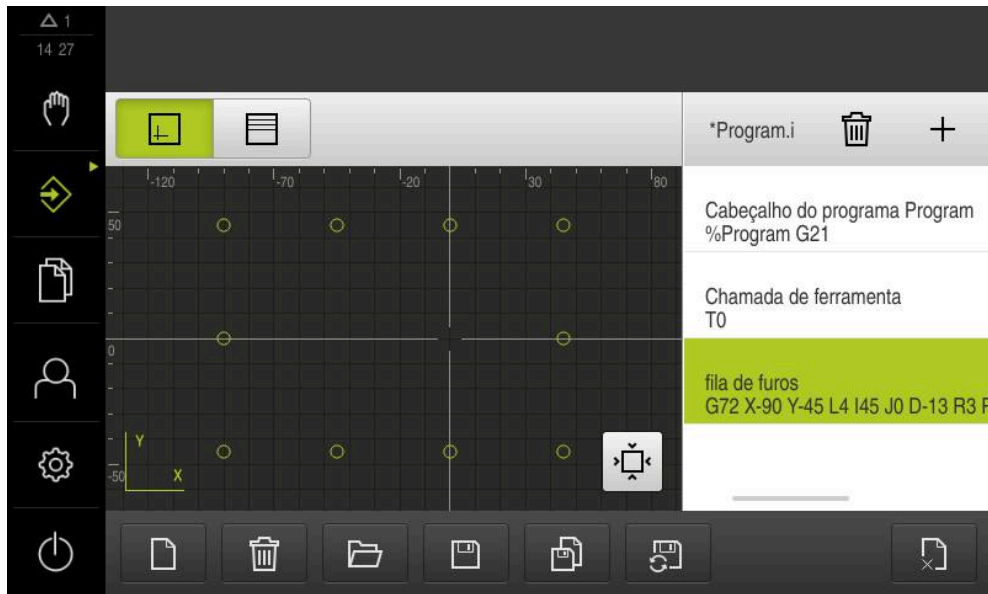 1
14 27
*Program.i
-120 -70 -20 30 80
50
0
-50
Y
X
Cabeçalho do programa Program
%Program G21
Chamada de ferramenta
T0
fila de furos
G72 X-90 Y-45 L4 I45 J0 D-13 R3